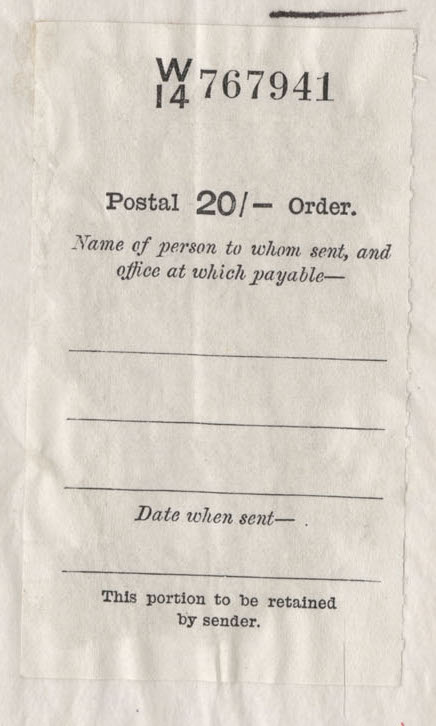 W
14 767941
Postal 20/- Order.
Name of person to whom sent, and
office at which payable—
Date when sent—
This portion to be retained
by sender.